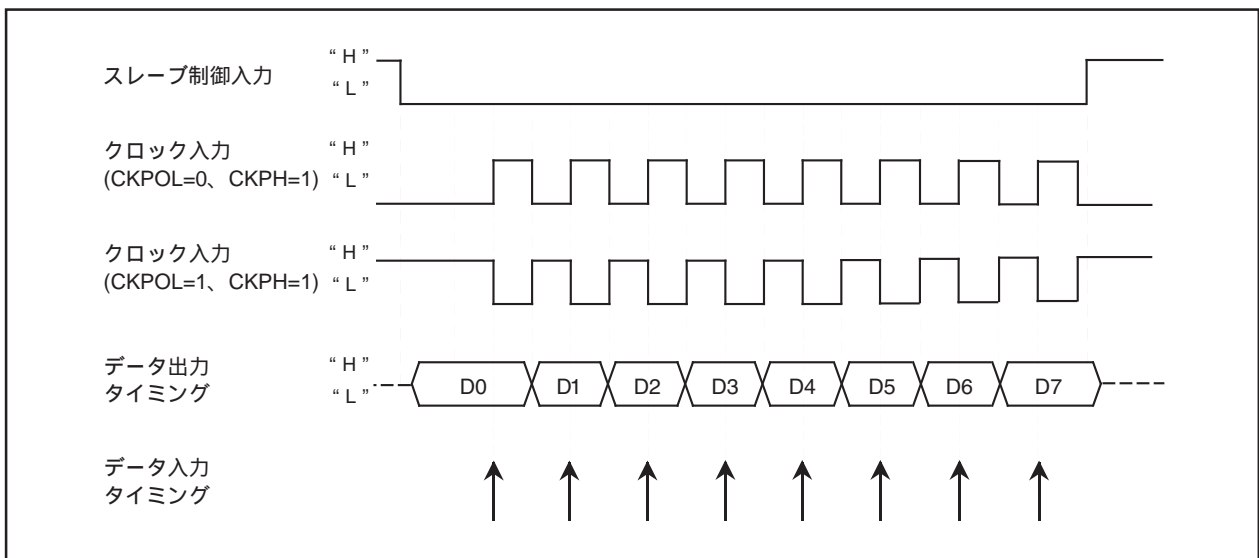 スレーブ制御入力
“ H ”
“ L ”
クロック入力
(CKPOL=0、CKPH=1)
“ H ”
“ L ”
クロック入力
(CKPOL=1、CKPH=1)
“ H ”
“ L ”
データ出力
タイミング
“ H ”
“ L ”
D0 D1 D2 D3 D4 D5 D6 D7
データ入力
タイミング